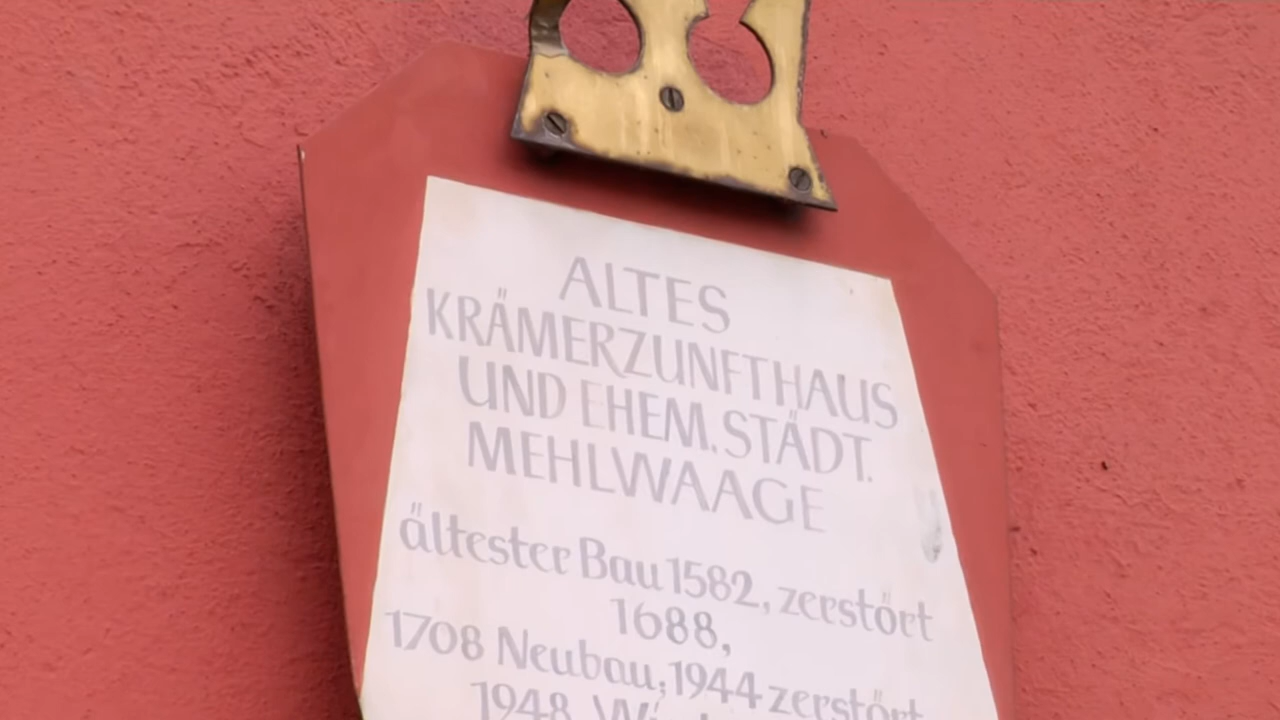 ALTES
KRÄMERZUNFTHAUS
UND EHEM. STÄDT.
MEHLWAAGE
ältester Bau 1582, zerstört
1688,
1708 Neubau; 1944 zerstört
1948